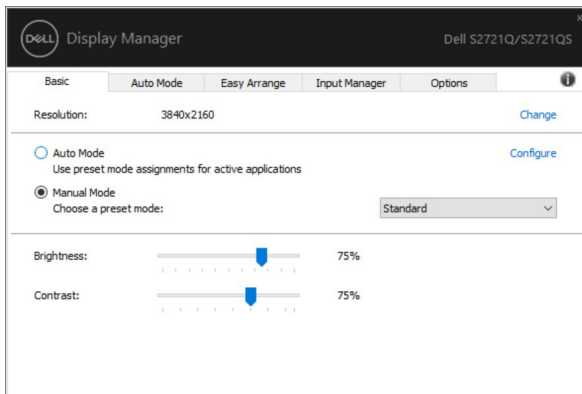 DELL Display Manager
Dell S2721Q/S2721QS
Basic
Auto Mode
Easy Arrange
Input Manager
Options
Resolution:
3840x2160
Change
Auto Mode
Configure
Use preset mode assignments for active applications
Manual Mode
Choose a preset mode:
Standard
Brightness:
75%
Contrast:
75%